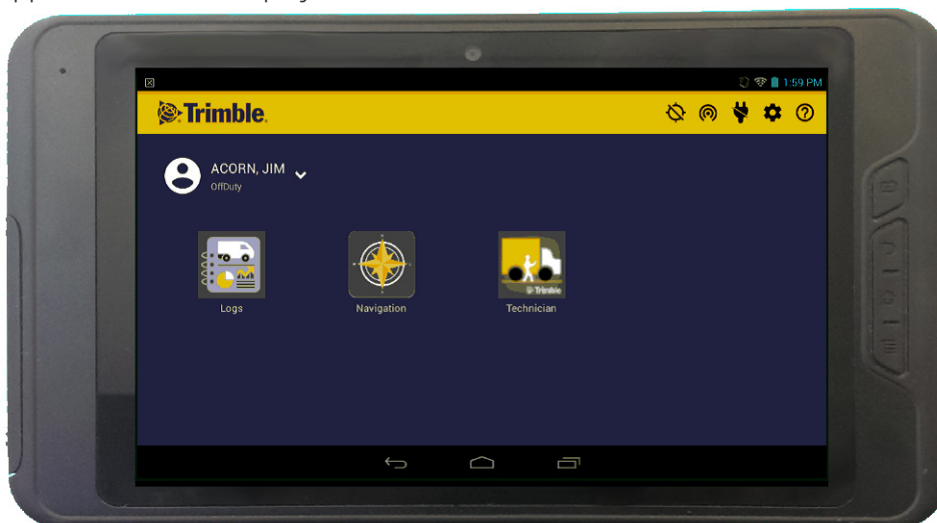 1:59 PM
Trimble.
ACORN, JIM
OffDuty
Trimble
Logs
Navigation
Technician